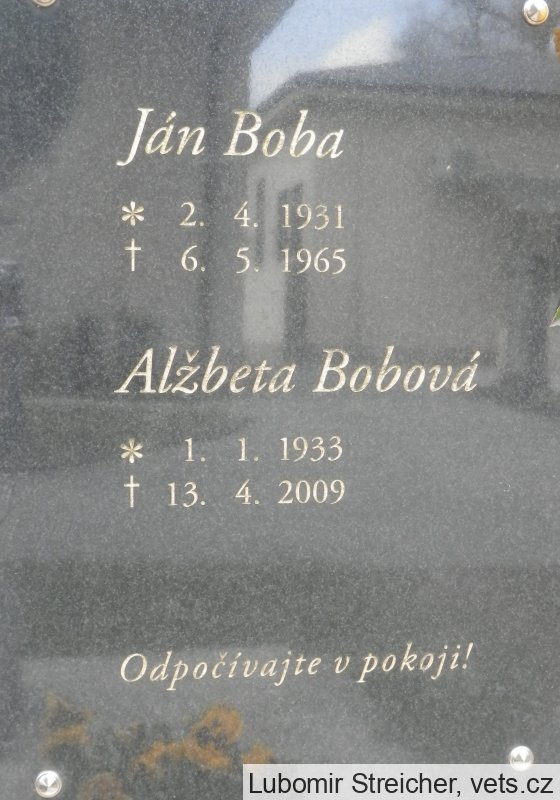 Ján Boba
* 2. 4. 1931
† 6. 5. 1965
Alžbeta Bobová
* 1. 1. 1933
† 13. 4. 2009
Odpočívajte v pokoji!
Lubomir Streicher, vets.cz